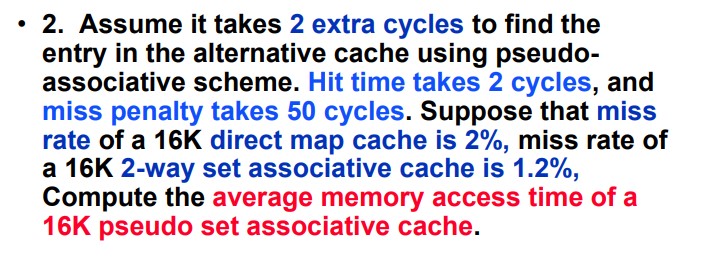 • 2. Assume it takes 2 extra cycles to find the
entry in the alternative cache using pseudo-
associative scheme. Hit time takes 2 cycles, and
miss penalty takes 50 cycles. Suppose that miss
rate of a 16K direct map cache is 2%, miss rate of
a 16K 2-way set associative cache is 1.2%,
Compute the average memory access time of a
16K pseudo set associative cache.